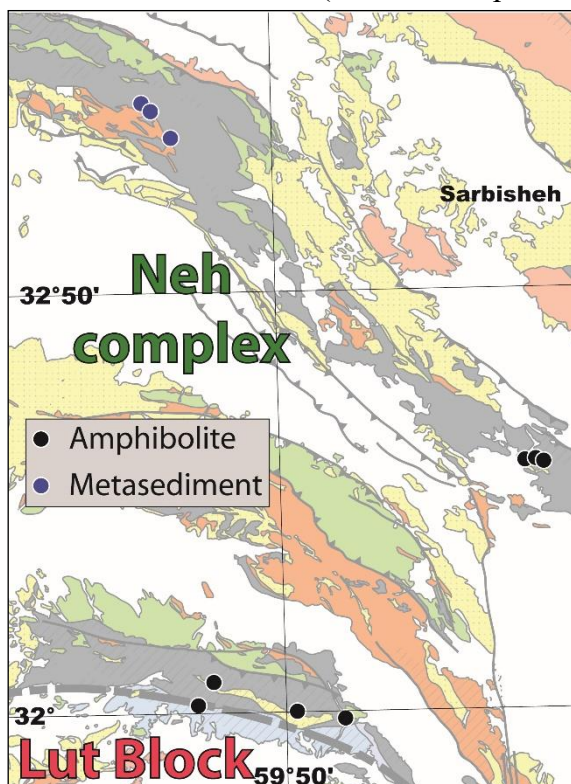 Sarbisheh
32°50'
Neh
complex
Amphibolite
Metasediment
32°
Lut Block
59°50'